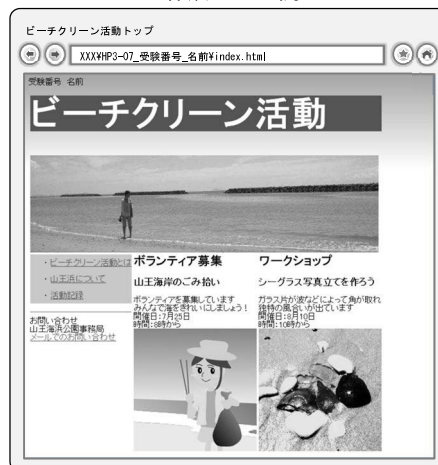 ビーチクリーン活動トップ
XXX¥HP3-07_受験番号_名前¥index.html
受験番号 名前
ビーチクリーン活動
・ビーチクリーン活動とは
・山王浜について
・活動記録
お問い合わせ
山王海浜公園事務局
メールでのお問い合わせ
ボランティア募集
山王海岸のごみ拾い
ボランティアを募集しています
みんなで海をきれいにしましょう！
開催日：7月25日
時間：8時から
ワークショップ
シーグラス写真立てを作ろう
ガラス片が波などによって角が取れ
独特の風合いが出ています
開催日：8月10日
時間：10時から